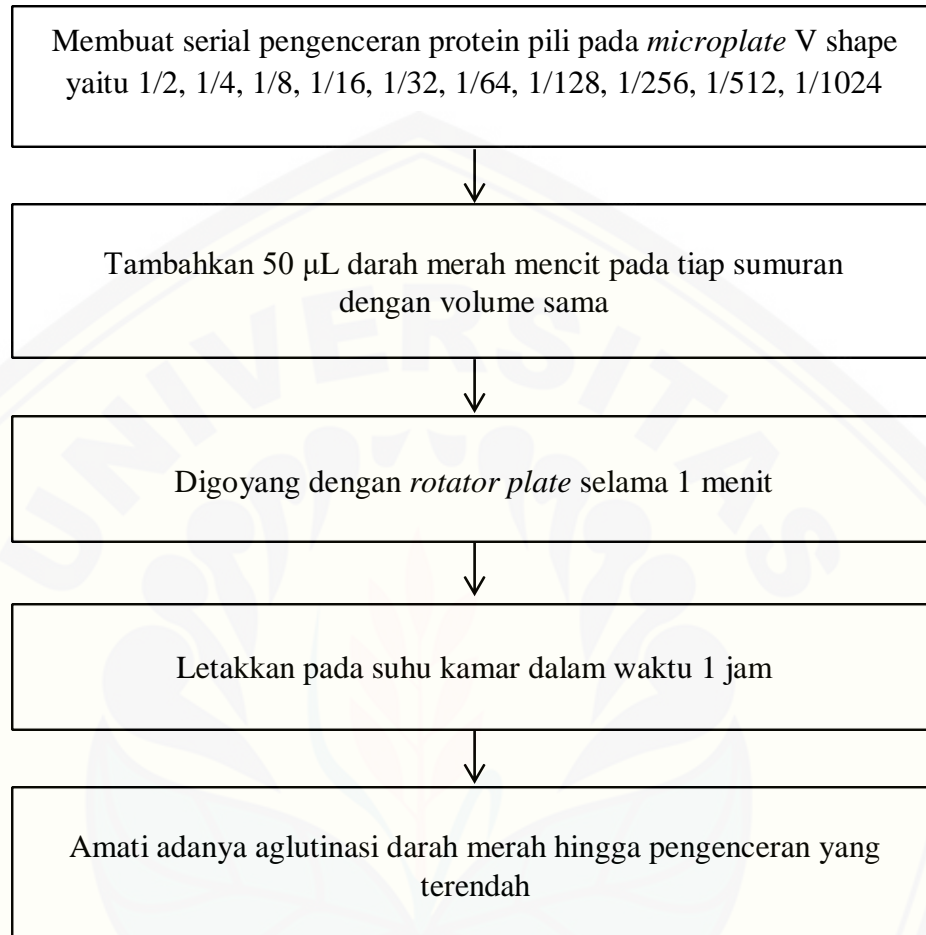 Membuat serial pengenceran protein pili pada microplate V shape
yaitu 1/2, 1/4, 1/8, 1/16, 1/32, 1/64, 1/128, 1/256, 1/512, 1/1024
Tambahkan 50 µL darah merah mencit pada tiap sumuran
dengan volume sama
UNIVERSITAS
Digoyang dengan rotator plate selama 1 menit
Letakkan pada suhu kamar dalam waktu 1 jam
Amati adanya aglutinasi darah merah hingga pengenceran yang
terendah